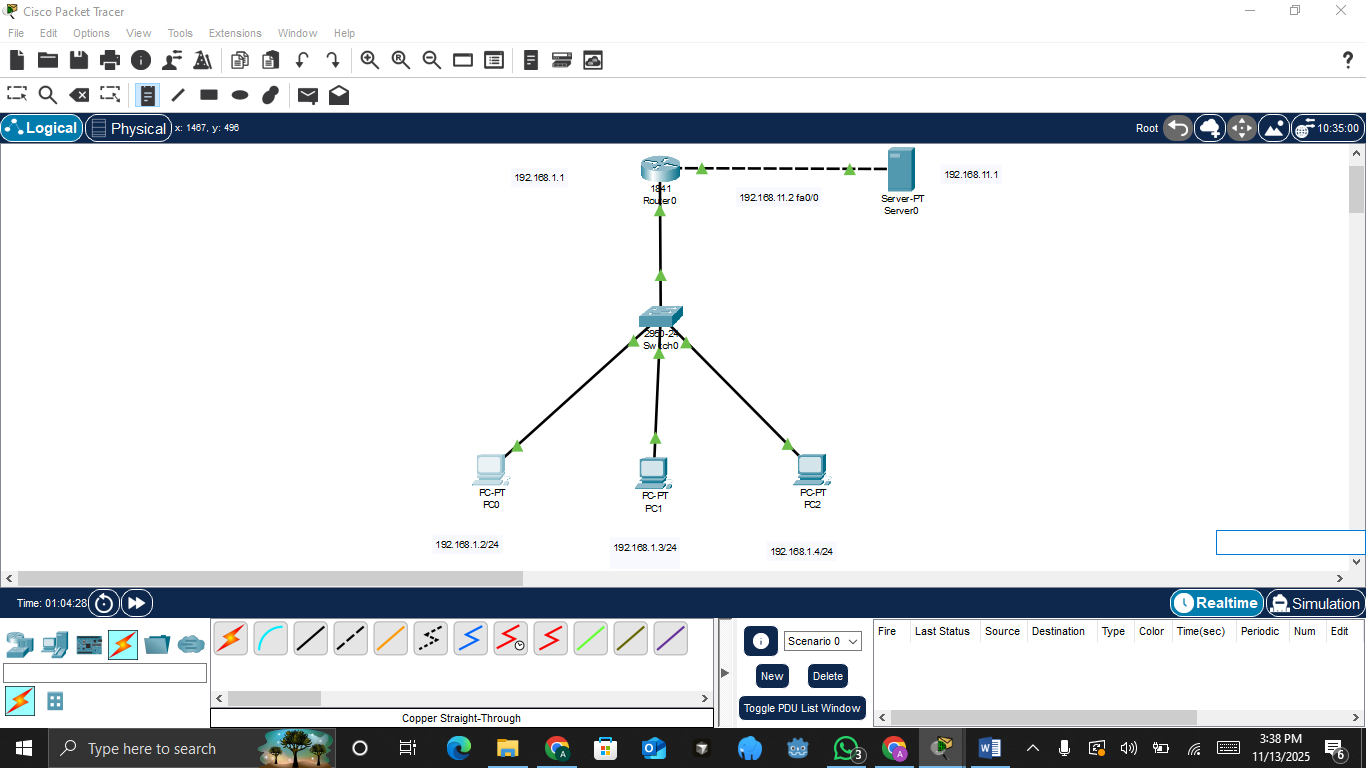 Cisco Packet Tracer
File Edit Options View Tools Extensions Window Help
?
Logical Physical x: 1467, y: 496 Root 10:35:00
192.168.1.1
1841
Router0
192.168.11.2 fa0/0
Server-PT
Server0
192.168.11.1
2960-24
Switch0
PC-PT
PC0
PC-PT
PC1
PC-PT
PC2
192.168.1.2/24
192.168.1.3/24
192.168.1.4/24
Time: 01:04:28 Realtime Simulation
Scenario 0
New Delete
Toggle PDU List Window
Fire Last Status Source Destination Type Color Time(sec) Periodic Num Edit
Copper Straight-Through
Type here to search
3
3:38 PM
11/13/2025
6